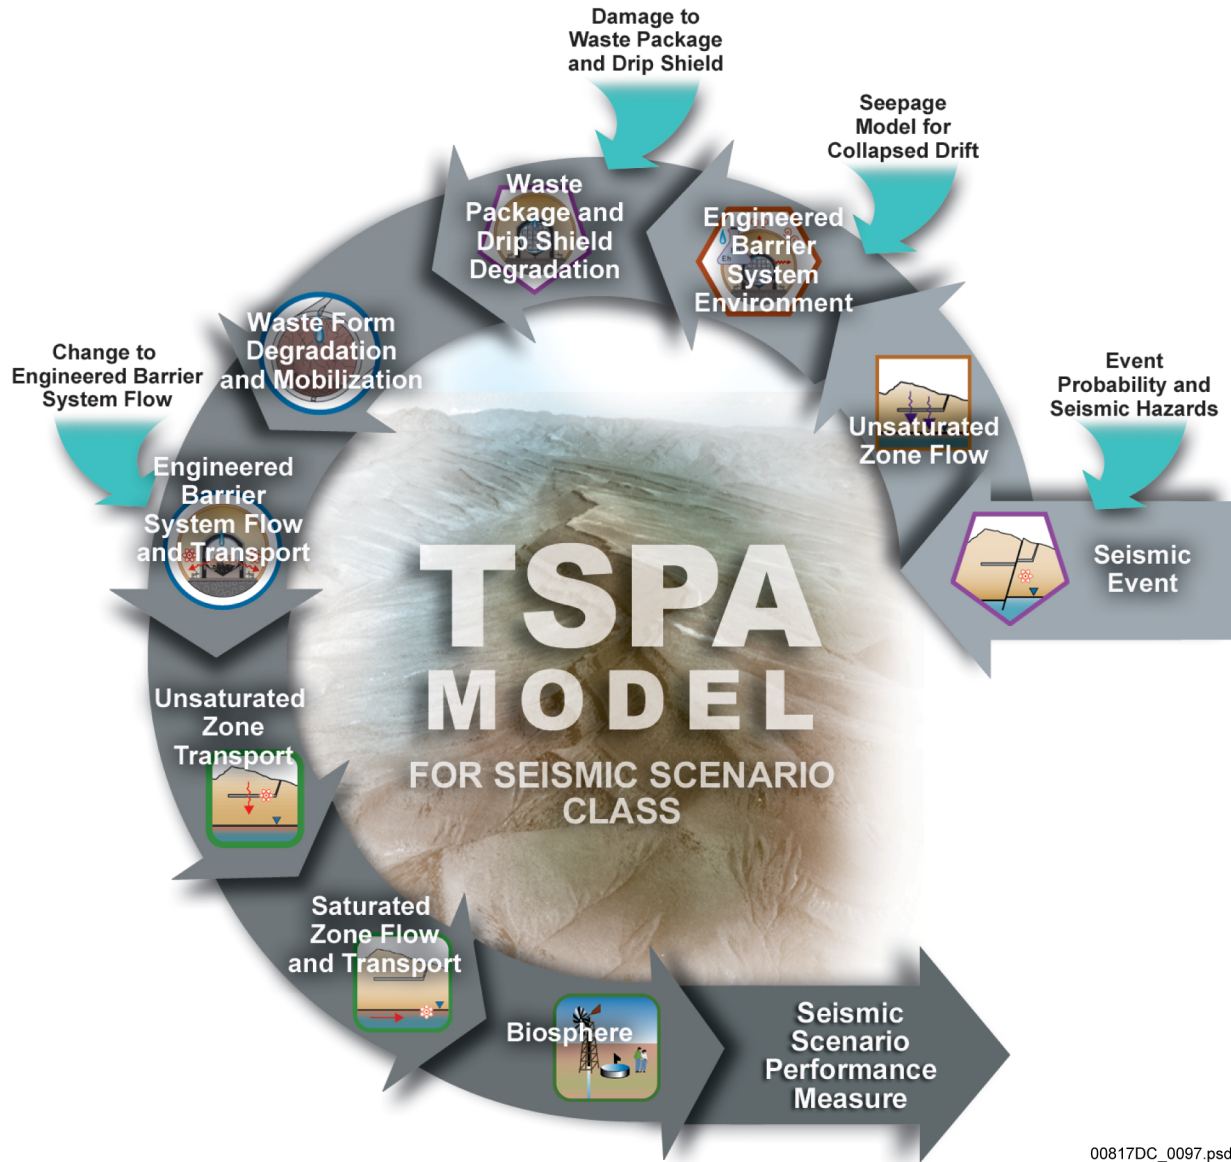 Damage to
Waste Package
and Drip Shield
Seepage
Model for
Collapsed Drift
Waste
Package and
Drip Shield
Degradation
Engineered
Barrier
System
Environment
Eh
Waste Form
Degradation
and Mobilization
Change to
Engineered Barrier
System Flow
Event
Probability and
Seismic Hazards
Unsaturated
Zone Flow
Engineered
Barrier
System Flow
and Transport
Seismic
Event
TSPA
MODEL
FOR SEISMIC SCENARIO
CLASS
Unsaturated
Zone
Transport
Saturated
Zone Flow
and Transport
Biosphere
Seismic
Scenario
Performance
Measure
00817DC_0097.psd